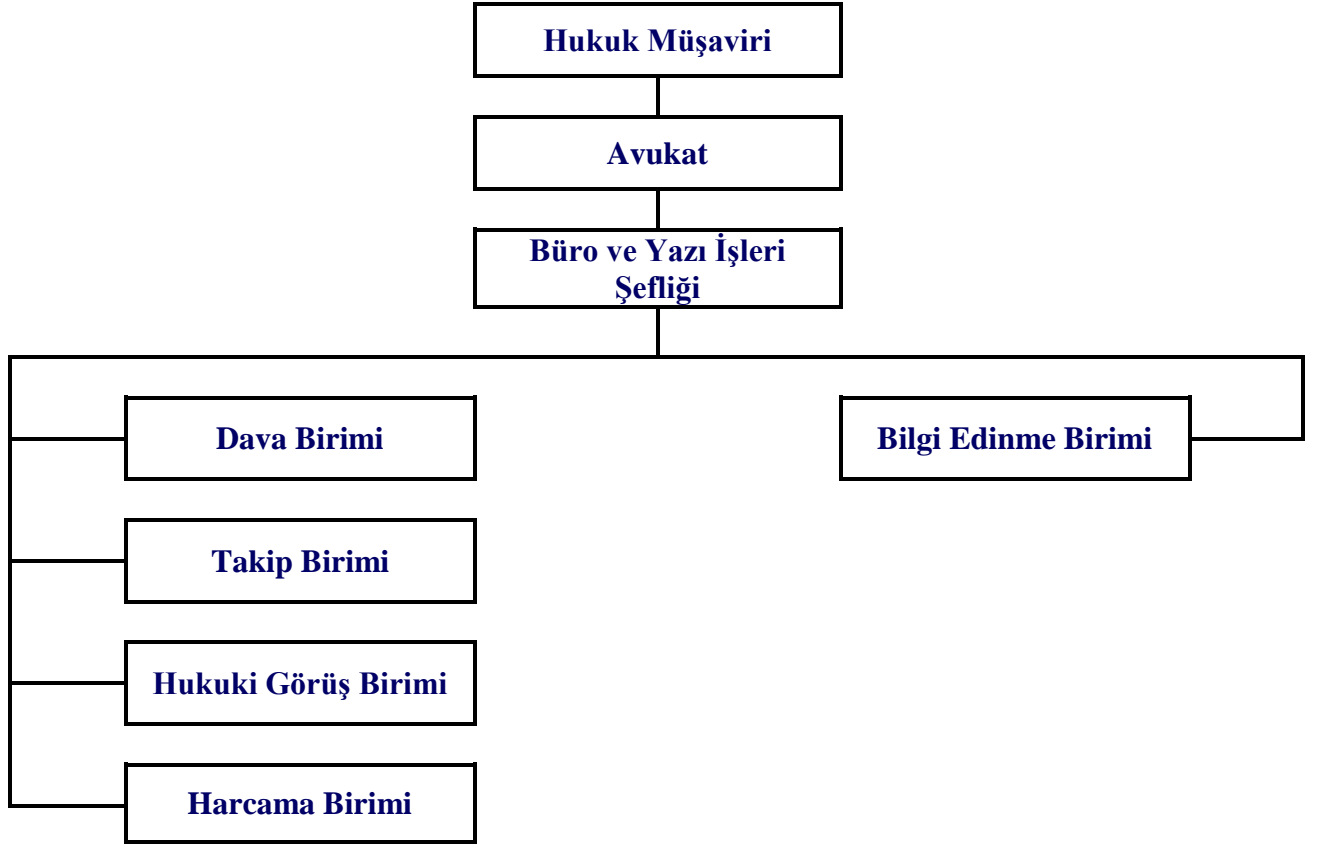 Hukuk Müşaviri
Avukat
Büro ve Yazı İşleri
Şefliği
Dava Birimi
Bilgi Edinme Birimi
Takip Birimi
Hukuki Görüş Birimi
Harcama Birimi